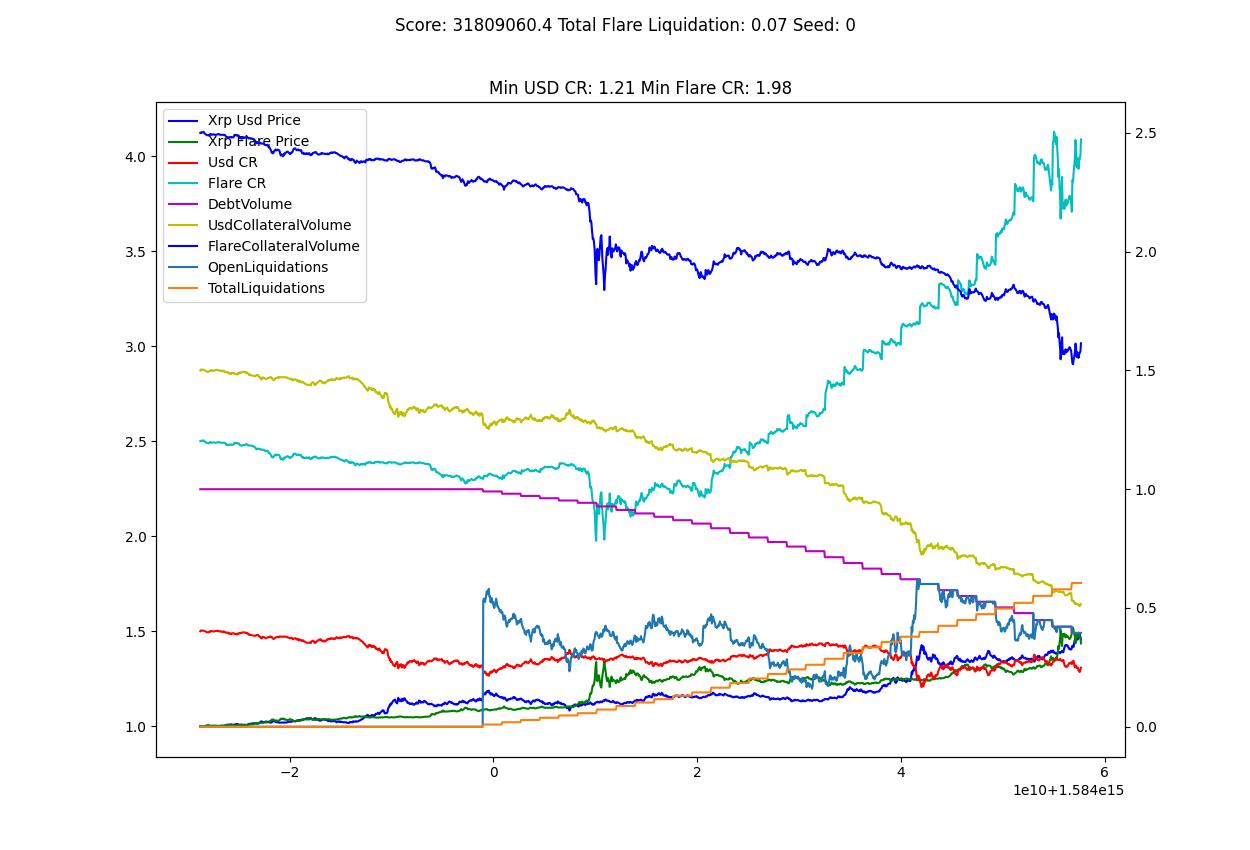 Score: 31809060.4 Total Flare Liquidation: 0.07 Seed: 0
Min USD CR: 1.21 Min Flare CR: 1.98
Xrp Usd Price
Xrp Flare Price
Usd CR
Flare CR
DebtVolume
UsdCollateralVolume
FlareCollateralVolume
OpenLiquidations
TotalLiquidations
4.0
3.5
3.0
2.5
2.0
1.5
1.0
2.5
2.0
1.5
1.0
0.5
0.0
−2
0
2
4
6
1e10+1.584e15